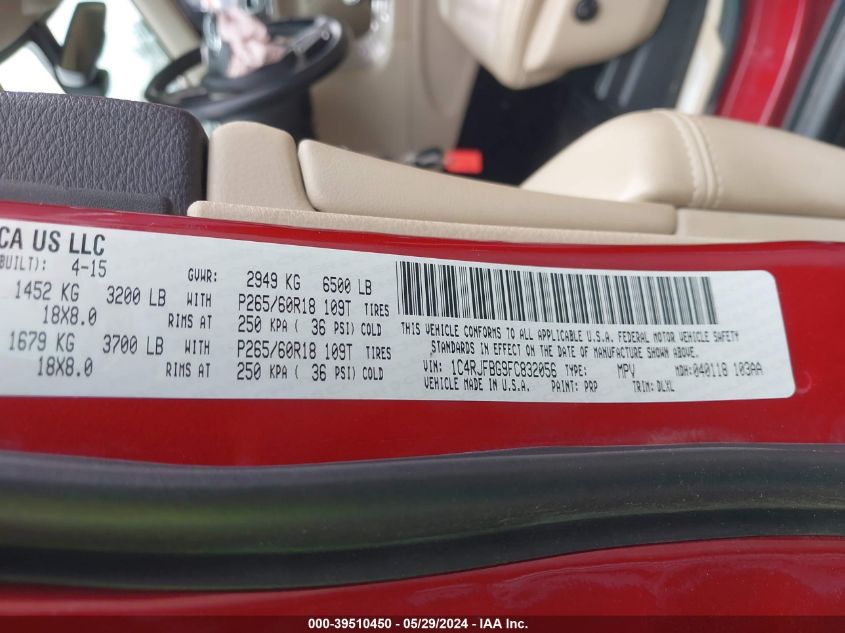 CA US LLC
BUILT): 4-15 GVWR: 2949 KG 6500 LB
1452 KG 3200 LB WITH P265/60R18 109T TIRES
18X8.0 RIMS AT 250 KPA ( 36 PSI) COLD
1679 KG 3700 LB WITH P265/60R18 109T TIRES
18X8.0 RIMS AT 250 KPA ( 36 PSI) COLD
THIS VEHICLE CONFORMS TO ALL APPLICABLE U.S.A. FEDERAL MOTOR VEHICLE SAFETY
STANDARDS IN EFFECT ON THE DATE OF MANUFACTURE SHOWN ABOVE.
VIN: 1C4RJFBG9FC832056 TYPE: MPV MDH: 040118 103AA
VEHICLE MADE IN U.S.A. PAINT: PRP TRIM: DLXL
000-39510450 - 05/29/2024 - COPYRIGHT IAA, Inc.